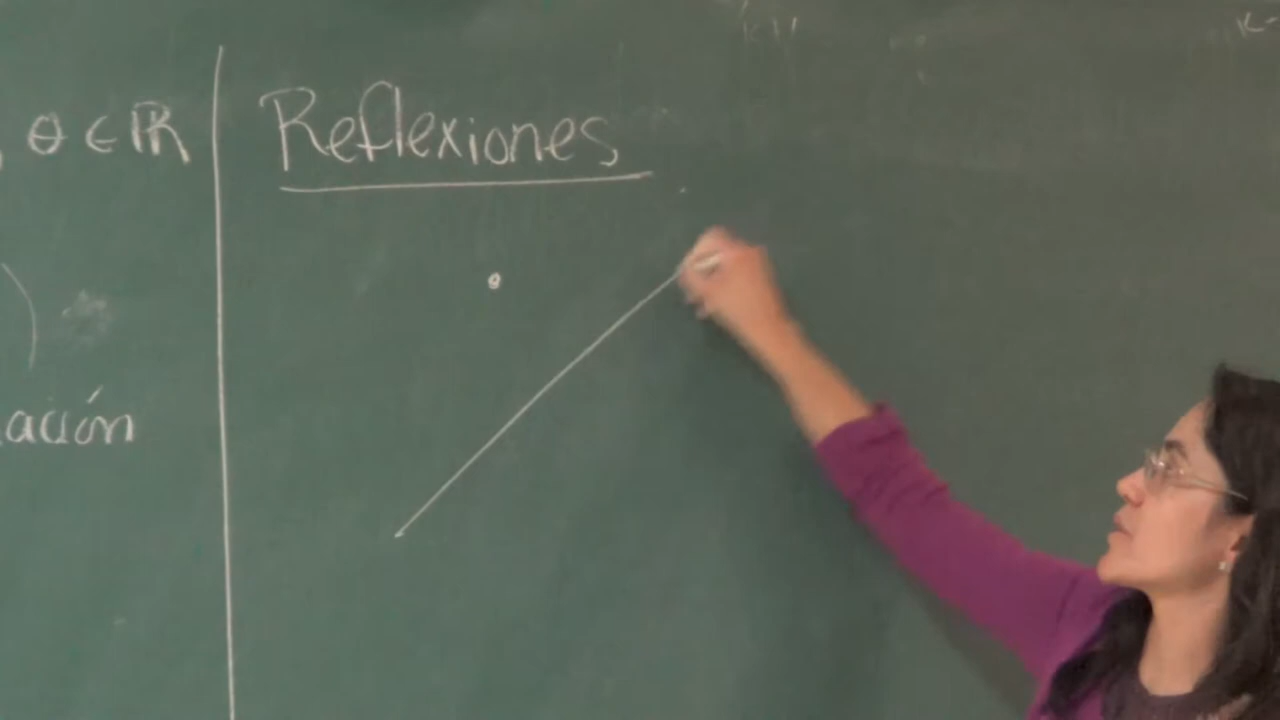 , θ ∈ ℝ
ación
Reflexiones